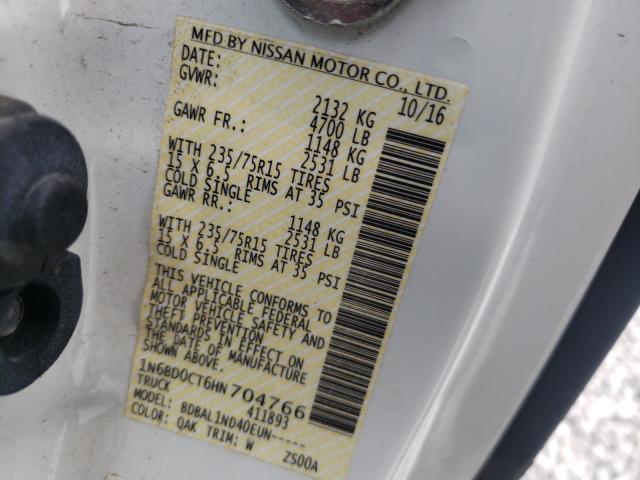 MFD BY NISSAN MOTOR CO., LTD.
DATE: 10/16
GVWR: 2132 KG
4700 LB
GAWR FR.: 1148 KG
2531 LB
WITH 235/75R15 TIRES
15 X 6.5 RIMS AT 35 PSI
COLD SINGLE
GAWR RR.: 1148 KG
2531 LB
WITH 235/75R15 TIRES
15 X 6.5 RIMS AT 35 PSI
COLD SINGLE
THIS VEHICLE CONFORMS TO
ALL APPLICABLE FEDERAL
MOTOR VEHICLE SAFETY AND
THEFT PREVENTION
STANDARDS IN EFFECT ON
THE DATE OF MANUFACTURE
SHOWN ABOVE.
1N6BD0CT6HN704766
TRUCK 411893
MODEL: BDBAL1ND40EUN-----
COLOR: QAK TRIM: W ZS00A